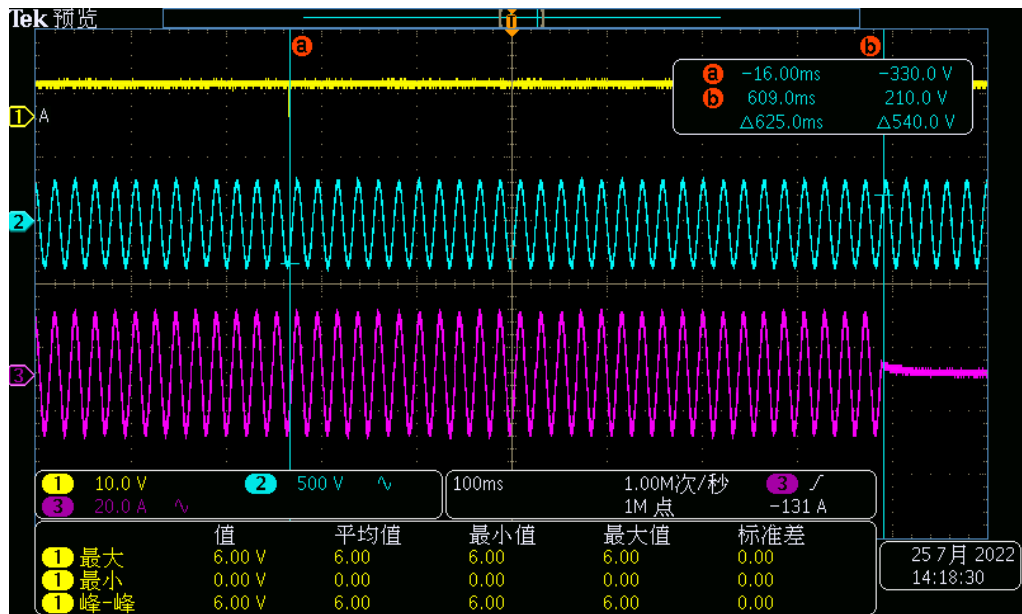 Tek 预览
T
a b
a -16.00ms -330.0 V
b 609.0ms 210.0 V
△625.0ms △540.0 V
1 A
2
3
1 10.0 V 2 500 V
3 20.0 A
100ms 1.00M次/秒 3
1M 点 -131 A
值 平均值 最小值 最大值 标准差
1 最大 6.00 V 6.00 6.00 6.00 0.00
1 最小 0.00 V 0.00 0.00 0.00 0.00
1 峰-峰 6.00 V 6.00 6.00 6.00 0.00
25 7月 2022
14:18:30